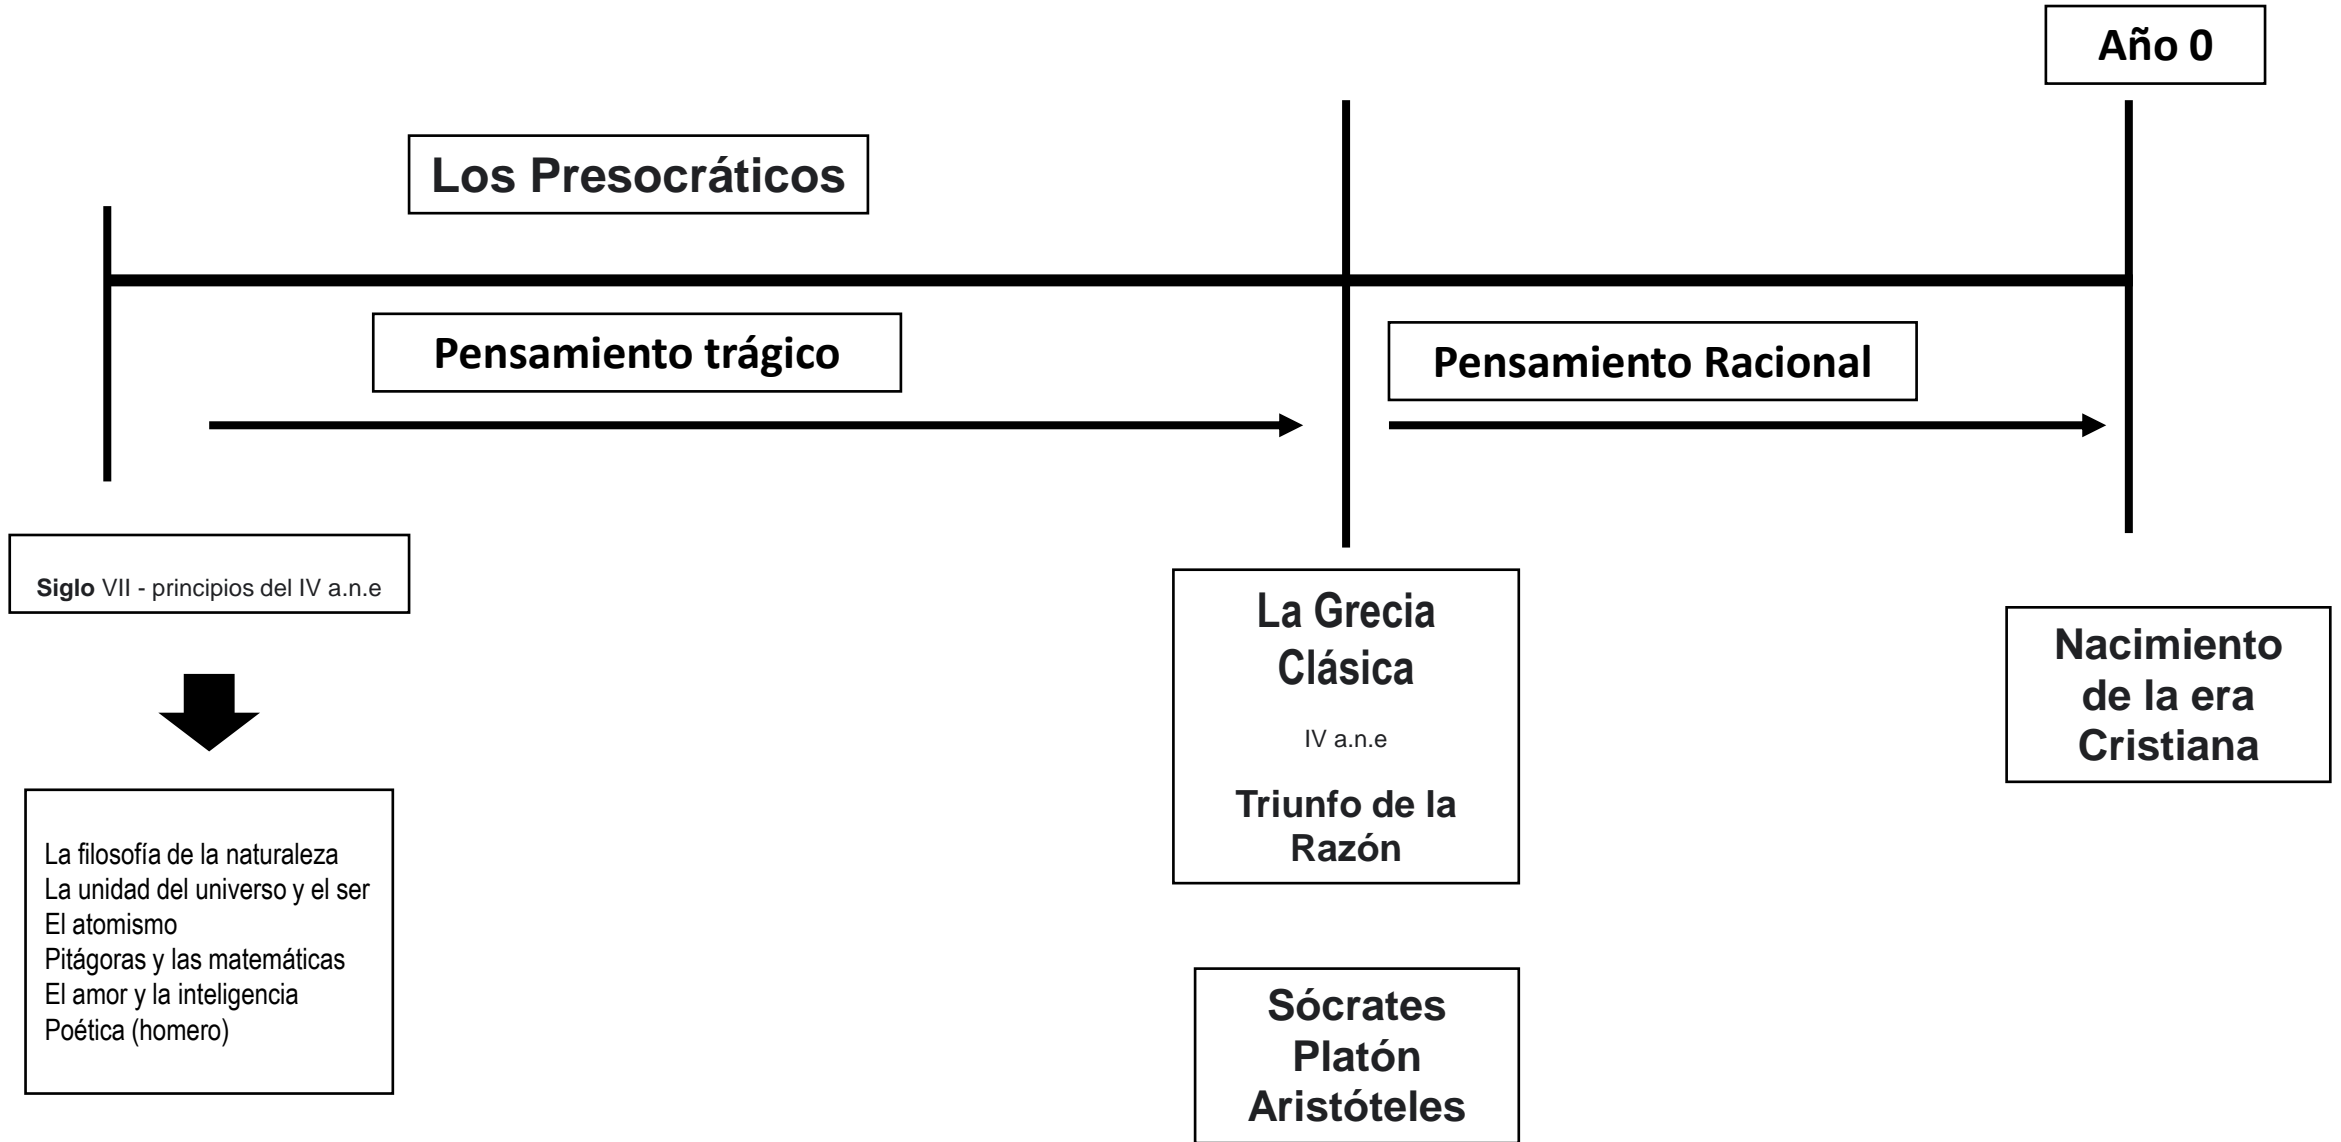 Año 0
Los Presocráticos
Pensamiento trágico
Pensamiento Racional
Siglo VII - principios del IV a.n.e
La filosofía de la naturaleza
La unidad del universo y el ser
El atomismo
Pitágoras y las matemáticas
El amor y la inteligencia
Poética (homero)
La Grecia
Clásica
IV a.n.e
Triunfo de la
Razón
Sócrates
Platón
Aristóteles
Nacimiento
de la era
Cristiana